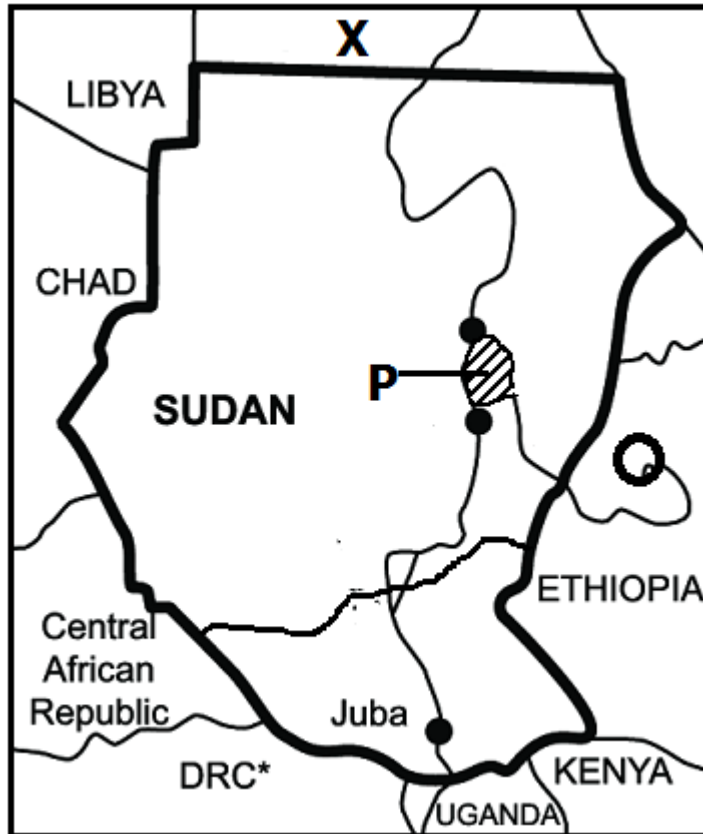 X
LIBYA
CHAD
P
SUDAN
ETHIOPIA
Central
African
Republic
Juba
DRC*
KENYA
UGANDA